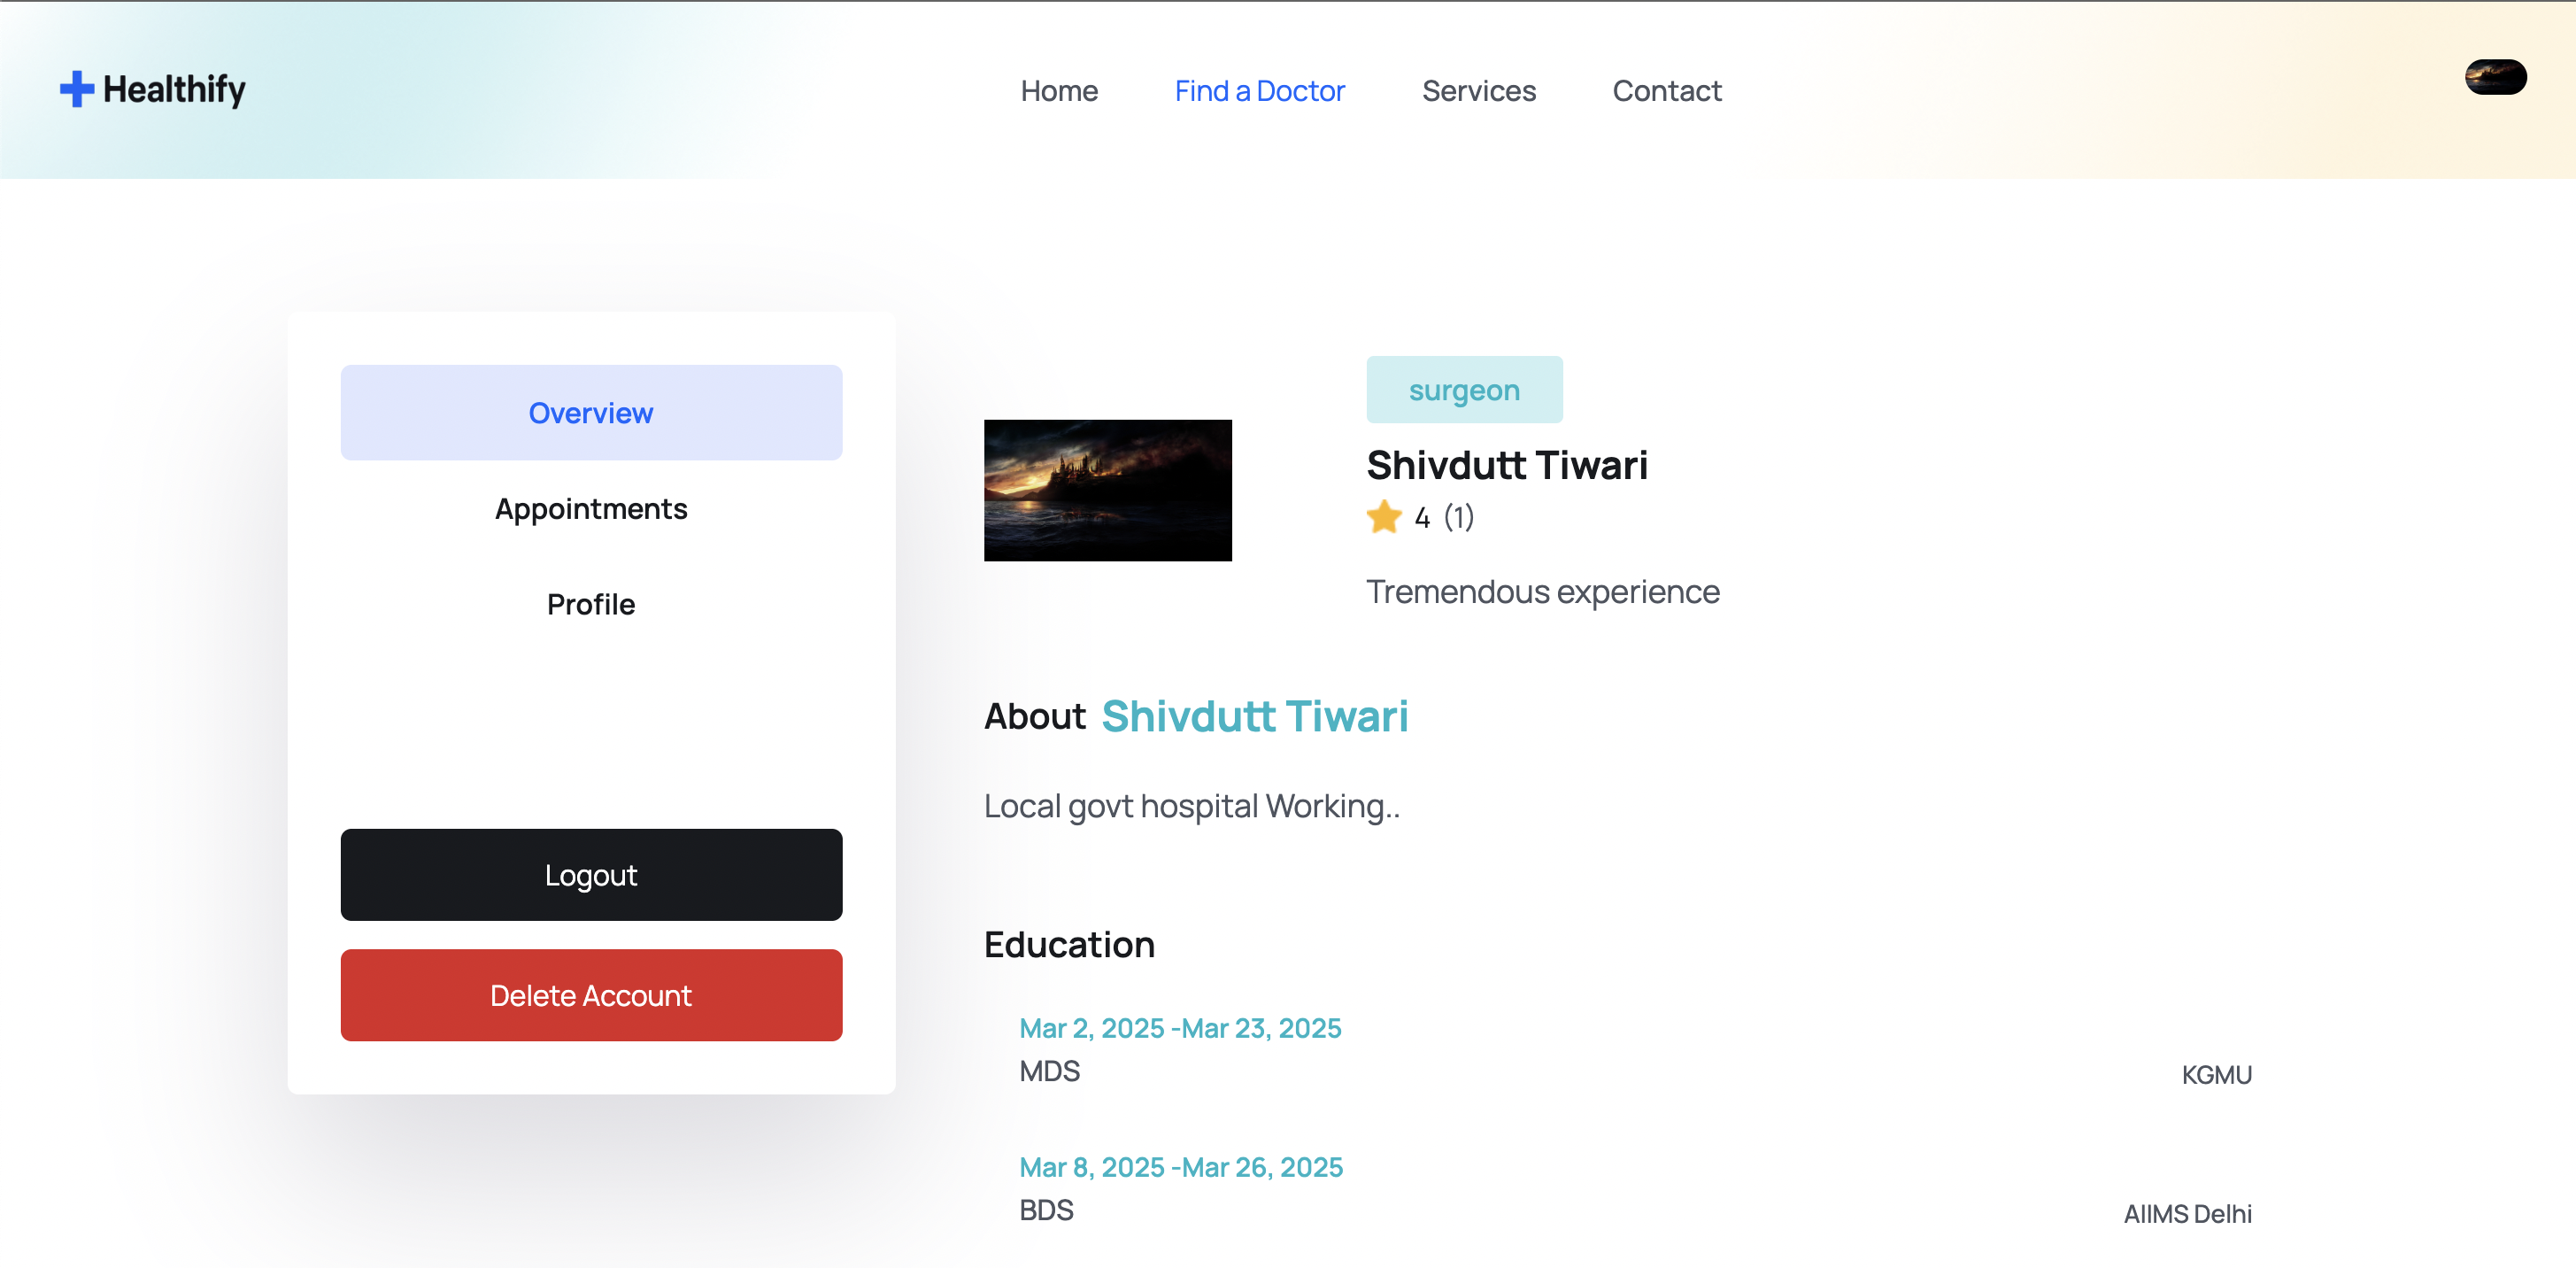 Healthify
Home Find a Doctor Services Contact
Overview
Appointments
Profile
Logout
Delete Account
surgeon
Shivdutt Tiwari
4 (1)
Tremendous experience
About Shivdutt Tiwari
Local govt hospital Working..
Education
Mar 2, 2025 -Mar 23, 2025
MDS KGMU
Mar 8, 2025 -Mar 26, 2025
BDS AIIMS Delhi